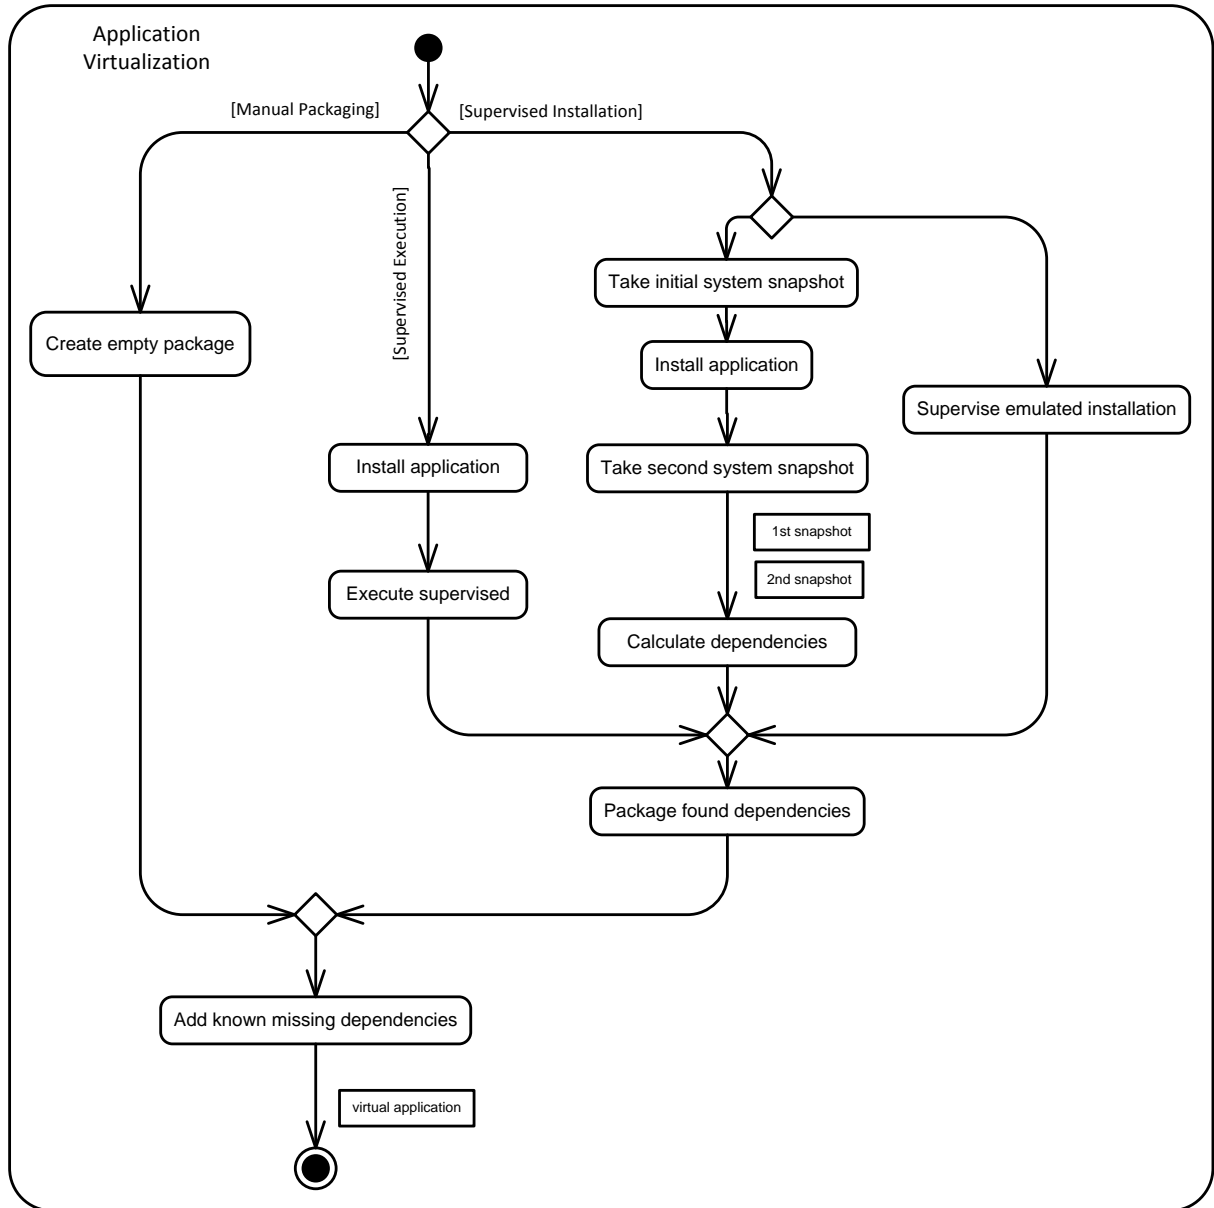 Application
Virtualization
[Manual Packaging]
[Supervised Installation]
[Supervised Execution]
Take initial system snapshot
Create empty package
Install application
Supervise emulated installation
Install application
Take second system snapshot
1st snapshot
2nd snapshot
Execute supervised
Calculate dependencies
Package found dependencies
Add known missing dependencies
virtual application